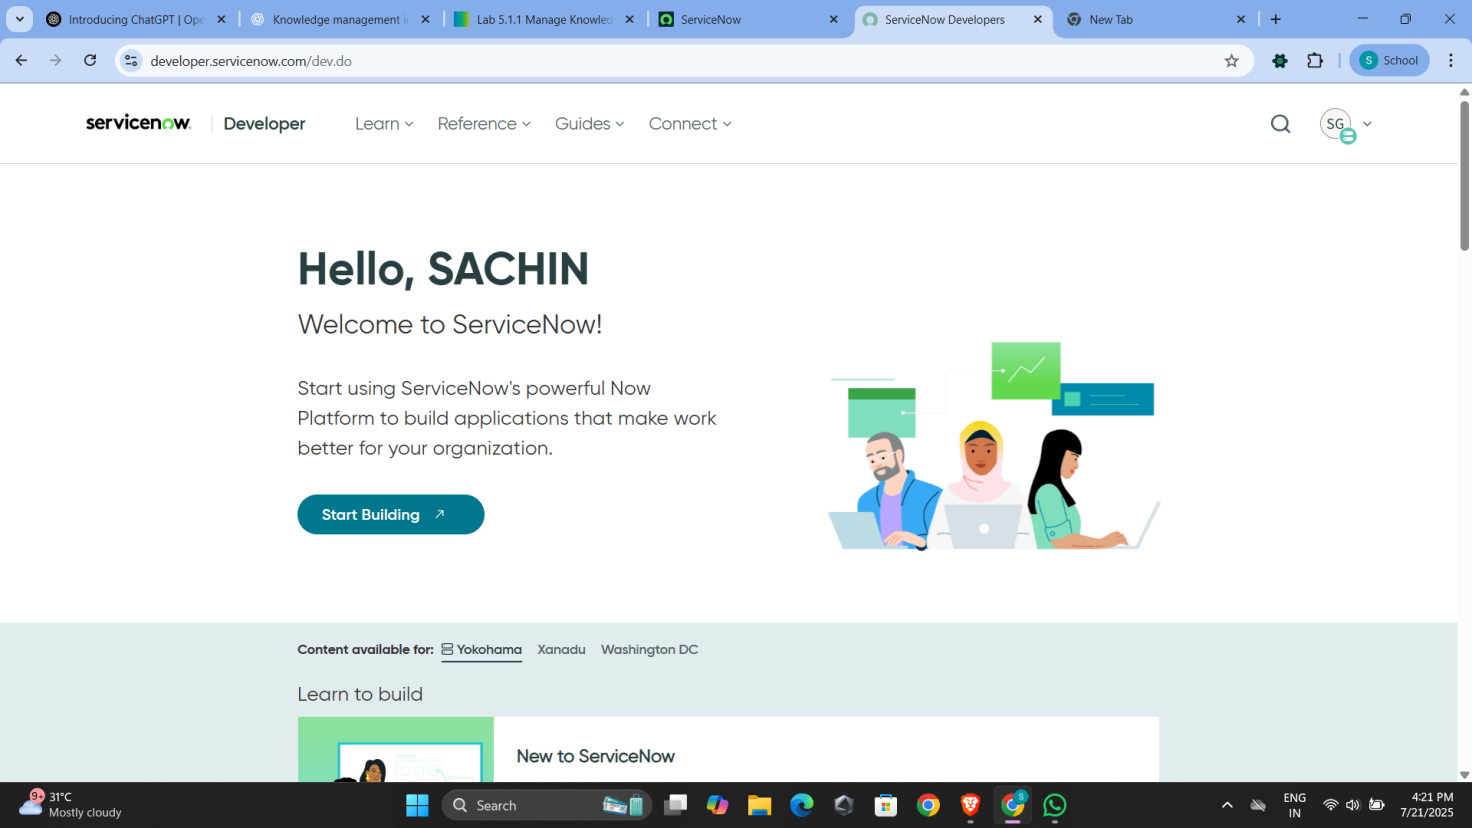 Introducing ChatGPT | Ope
Knowledge management i
Lab 5.1.1 Manage Knowled
ServiceNow
ServiceNow Developers
New Tab
developer.servicenow.com/dev.do
S School
servicenow
Developer
Learn
Reference
Guides
Connect
SG
Hello, SACHIN
Welcome to ServiceNow!
Start using ServiceNow's powerful Now
Platform to build applications that make work
better for your organization.
Start Building
Content available for: Yokohama Xanadu Washington DC
Learn to build
New to ServiceNow
9+
31°C
Mostly cloudy
Search
S
ENG
IN
4:21 PM
7/21/2025